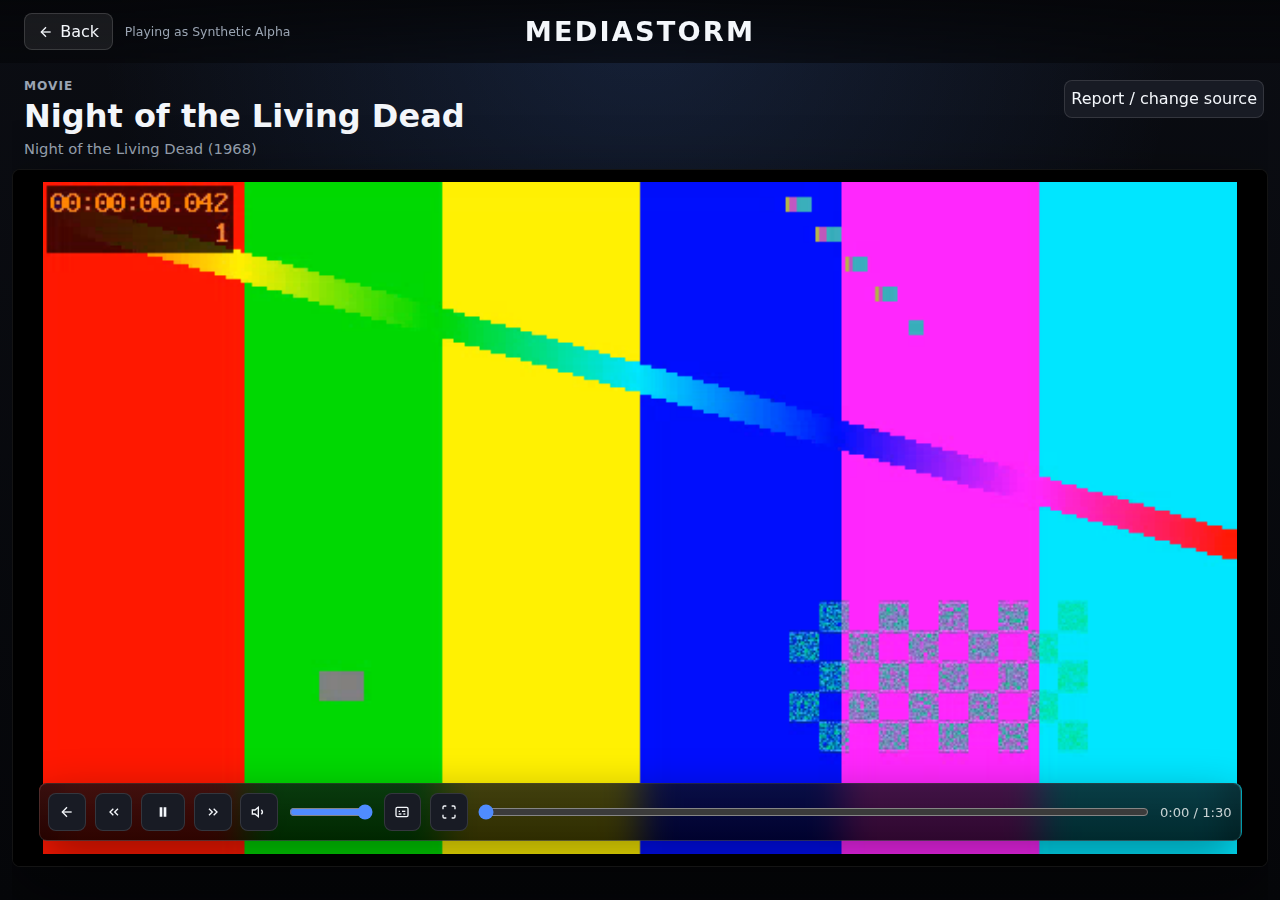 Back
Playing as Synthetic Alpha
MEDIASTORM
MOVIE
Night of the Living Dead
Night of the Living Dead (1968)
Report / change source
00:00:00.042
1
0:00 / 1:30